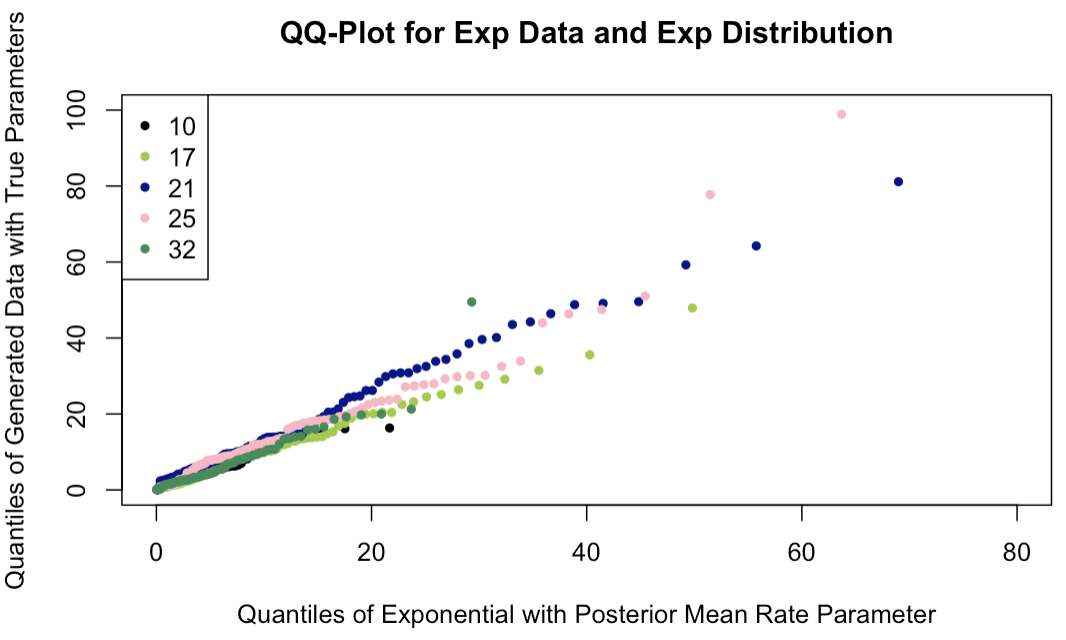 QQ-Plot for Exp Data and Exp Distribution
Quantiles of Generated Data with True Parameters
100
80
60
40
20
0
10
17
21
25
32
0 20 40 60 80
Quantiles of Exponential with Posterior Mean Rate Parameter